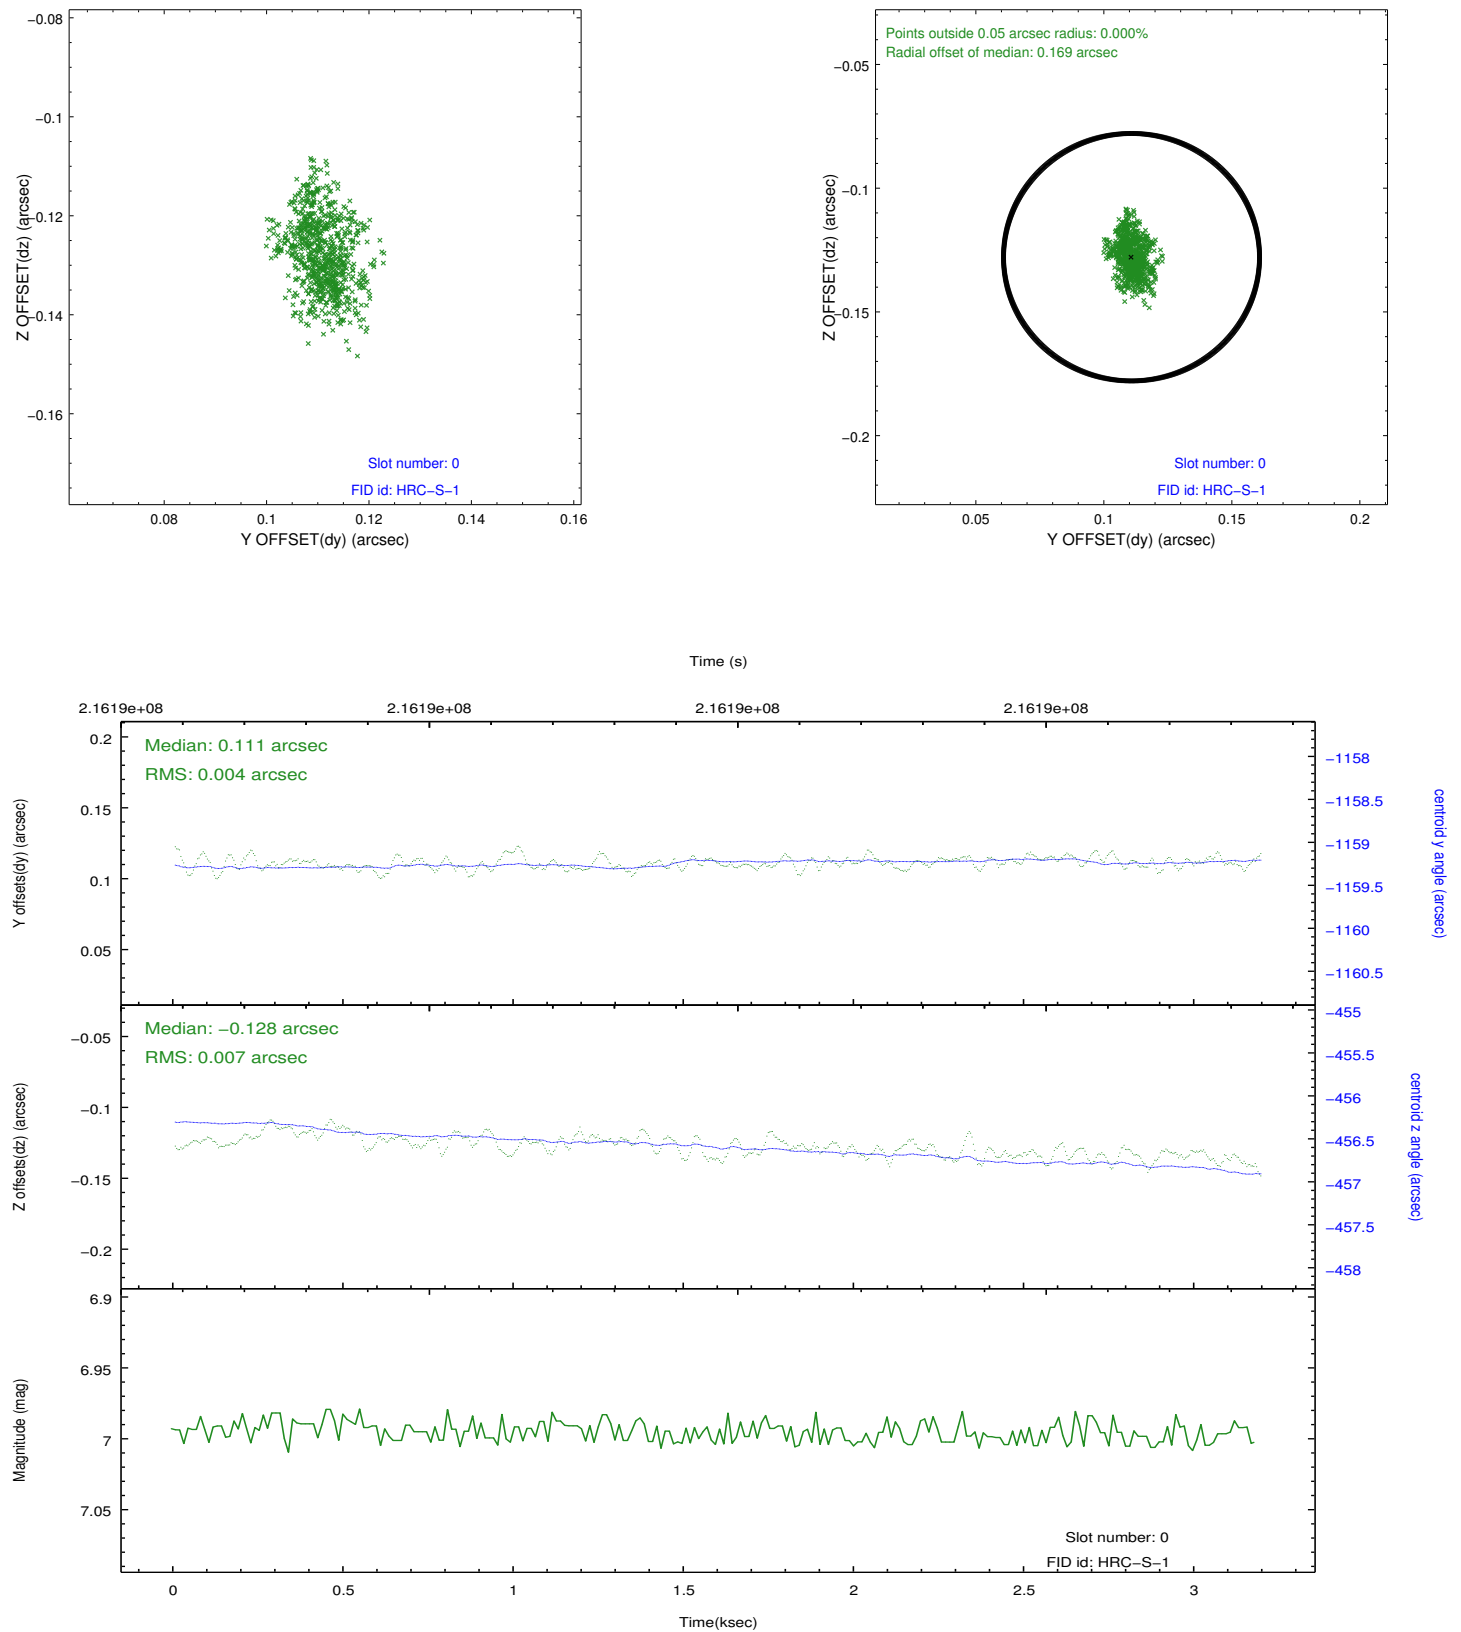 −0.08
−0.1
−0.12
−0.14
−0.16
Z OFFSET(dz) (arcsec)
Slot number: 0
FID id: HRC−S−1
0.08 0.1 0.12 0.14 0.16
Y OFFSET(dy) (arcsec)
Points outside 0.05 arcsec radius: 0.000%
Radial offset of median: 0.169 arcsec
−0.05
−0.1
−0.15
−0.2
Z OFFSET(dz) (arcsec)
Slot number: 0
FID id: HRC−S−1
0.05 0.1 0.15 0.2
Y OFFSET(dy) (arcsec)
Time (s)
2.1619e+08 2.1619e+08 2.1619e+08 2.1619e+08
Median: 0.111 arcsec
RMS: 0.004 arcsec
0.2
0.15
0.1
0.05
Y offsets(dy) (arcsec)
−1158
−1158.5
−1159
−1159.5
−1160
−1160.5
centroid y angle (arcsec)
Median: −0.128 arcsec
RMS: 0.007 arcsec
−0.05
−0.1
−0.15
−0.2
Z offsets(dz) (arcsec)
−455
−455.5
−456
−456.5
−457
−457.5
−458
centroid z angle (arcsec)
6.9
6.95
7
7.05
Magnitude (mag)
Slot number: 0
FID id: HRC−S−1
0 0.5 1 1.5 2 2.5 3
Time(ksec)